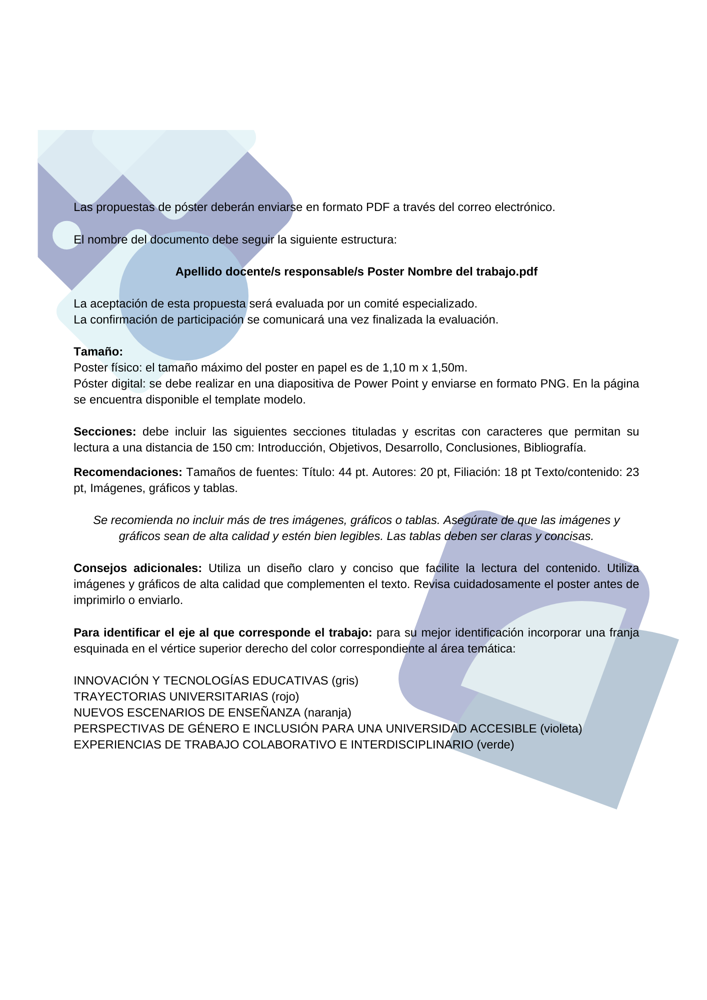 Las propuestas de póster deberán enviarse en formato PDF a través del correo electrónico.
El nombre del documento debe seguir la siguiente estructura:
Apellido docente/s responsable/s Poster Nombre del trabajo.pdf
La aceptación de esta propuesta será evaluada por un comité especializado.
La confirmación de participación se comunicará una vez finalizada la evaluación.
Tamaño:
Poster físico: el tamaño máximo del poster en papel es de 1,10 m x 1,50m.
Póster digital: se debe realizar en una diapositiva de Power Point y enviarse en formato PNG. En la página
se encuentra disponible el template modelo.
Secciones: debe incluir las siguientes secciones tituladas y escritas con caracteres que permitan su
lectura a una distancia de 150 cm: Introducción, Objetivos, Desarrollo, Conclusiones, Bibliografía.
Recomendaciones: Tamaños de fuentes: Título: 44 pt. Autores: 20 pt, Filiación: 18 pt Texto/contenido: 23
pt, Imágenes, gráficos y tablas.
Se recomienda no incluir más de tres imágenes, gráficos o tablas. Asegúrate de que las imágenes y
gráficos sean de alta calidad y estén bien legibles. Las tablas deben ser claras y concisas.
Consejos adicionales: Utiliza un diseño claro y conciso que facilite la lectura del contenido. Utiliza
imágenes y gráficos de alta calidad que complementen el texto. Revisa cuidadosamente el poster antes de
imprimirlo o enviarlo.
Para identificar el eje al que corresponde el trabajo: para su mejor identificación incorporar una franja
esquinada en el vértice superior derecho del color correspondiente al área temática:
INNOVACIÓN Y TECNOLOGÍAS EDUCATIVAS (gris)
TRAYECTORIAS UNIVERSITARIAS (rojo)
NUEVOS ESCENARIOS DE ENSEÑANZA (naranja)
PERSPECTIVAS DE GÉNERO E INCLUSIÓN PARA UNA UNIVERSIDAD ACCESIBLE (violeta)
EXPERIENCIAS DE TRABAJO COLABORATIVO E INTERDISCIPLINARIO (verde)